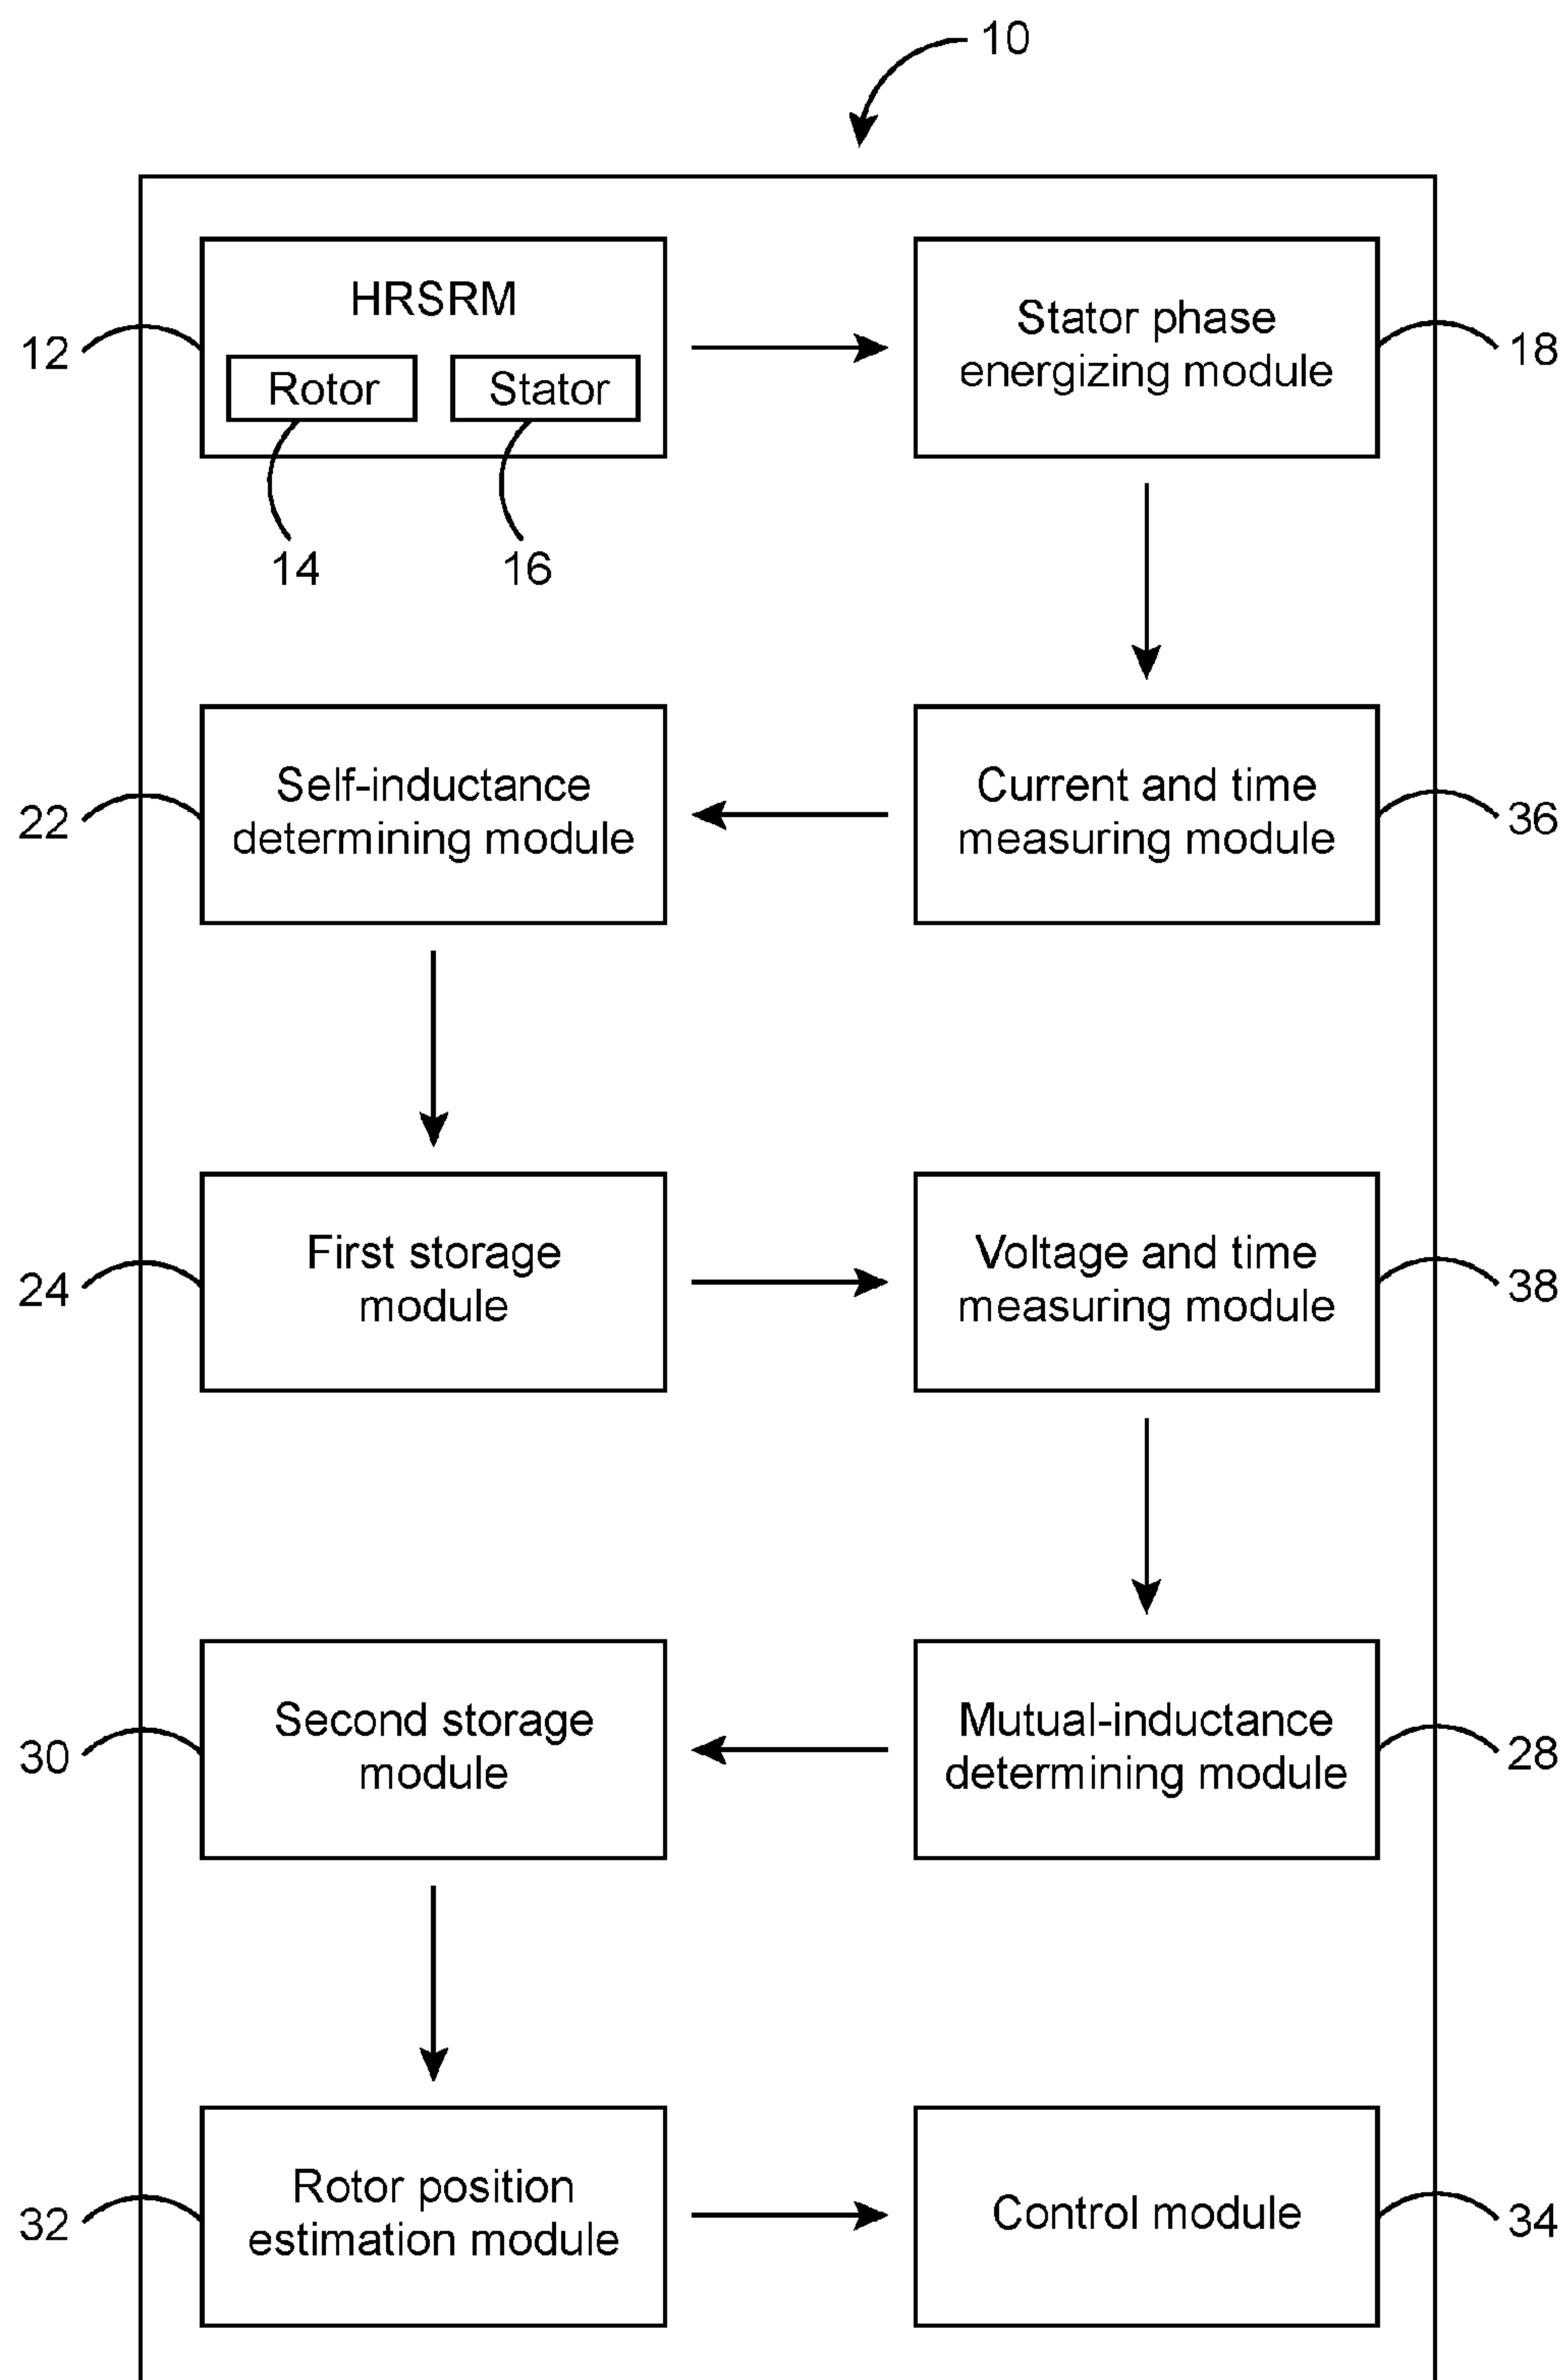 10
HRSRM
Rotor
Stator
12
14
16
Stator phase
energizing module
18
Self-inductance
determining module
22
Current and time
measuring module
36
First storage
module
24
Voltage and time
measuring module
38
Second storage
module
30
Mutual-inductance
determining module
28
Rotor position
estimation module
32
Control module
34